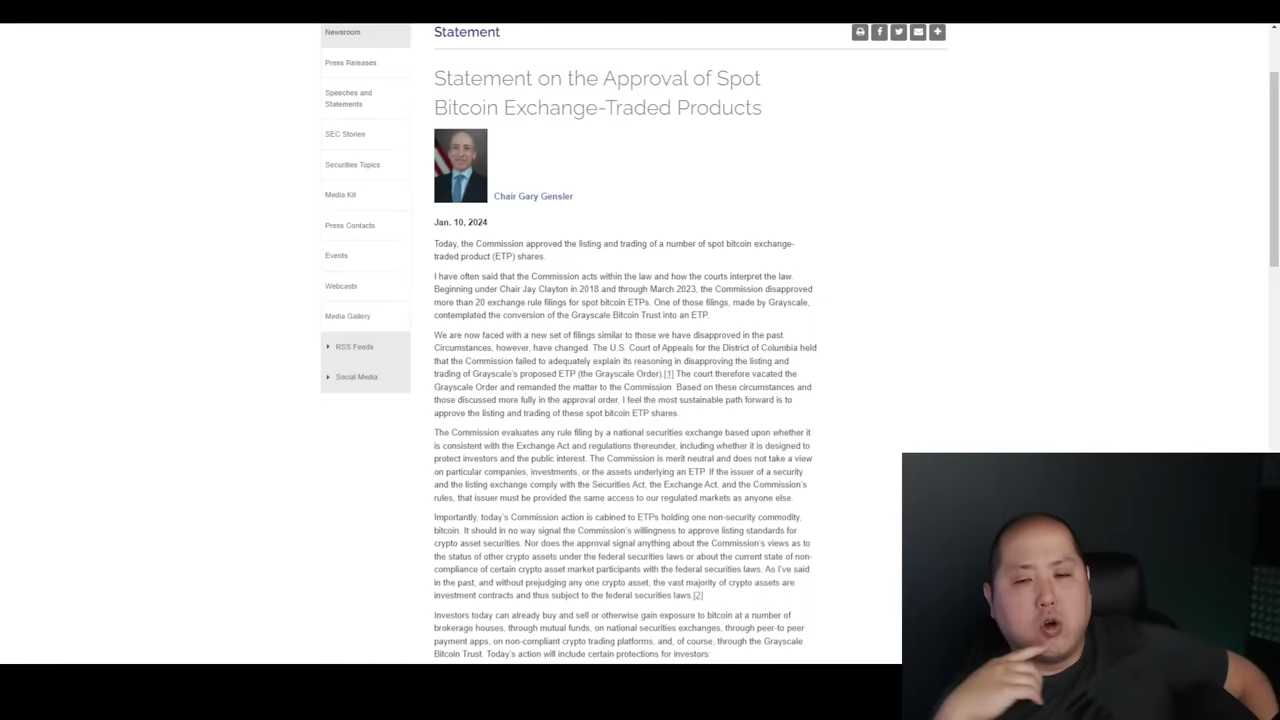 Newsroom
Press Releases
Speeches and
Statements
SEC Stories
Securities Topics
Media Kit
Press Contacts
Events
Webcasts
Media Gallery
RSS Feeds
Social Media
Statement
Statement on the Approval of Spot
Bitcoin Exchange-Traded Products
Chair Gary Gensler
Jan. 10, 2024
Today, the Commission approved the listing and trading of a number of spot bitcoin exchange-
traded product (ETP) shares.
I have often said that the Commission acts within the law and how the courts interpret the law.
Beginning under Chair Jay Clayton in 2018 and through March 2023, the Commission disapproved
more than 20 exchange rule filings for spot bitcoin ETPs. One of those filings, made by Grayscale,
contemplated the conversion of the Grayscale Bitcoin Trust into an ETP.
We are now faced with a new set of filings similar to those we have disapproved in the past.
Circumstances, however, have changed. The U.S. Court of Appeals for the District of Columbia held
that the Commission failed to adequately explain its reasoning in disapproving the listing and
trading of Grayscale's proposed ETP (the Grayscale Order).[1] The court therefore vacated the
Grayscale Order and remanded the matter to the Commission. Based on these circumstances and
those discussed more fully in the approval order, I feel the most sustainable path forward is to
approve the listing and trading of these spot bitcoin ETP shares.
The Commission evaluates any rule filing by a national securities exchange based upon whether it
is consistent with the Exchange Act and regulations thereunder, including whether it is designed to
protect investors and the public interest. The Commission is merit neutral and does not take a view
on particular companies, investments, or the assets underlying an ETP. If the issuer of a security
and the listing exchange comply with the Securities Act, the Exchange Act, and the Commission's
rules, that issuer must be provided the same access to our regulated markets as anyone else.
Importantly, today's Commission action is cabined to ETPs holding one non-security commodity,
bitcoin. It should in no way signal the Commission's willingness to approve listing standards for
crypto asset securities. Nor does the approval signal anything about the Commission's views as to
the status of other crypto assets under the federal securities laws or about the current state of non-
compliance of certain crypto asset market participants with the federal securities laws. As I've said
in the past, and without prejudging any one crypto asset, the vast majority of crypto assets are
investment contracts and thus subject to the federal securities laws.[2]
Investors today can already buy and sell or otherwise gain exposure to bitcoin at a number of
brokerage houses, through mutual funds, on national securities exchanges, through peer-to peer
payment apps, on non-compliant crypto trading platforms, and, of course, through the Grayscale
Bitcoin Trust. Today's action will include certain protections for investors: